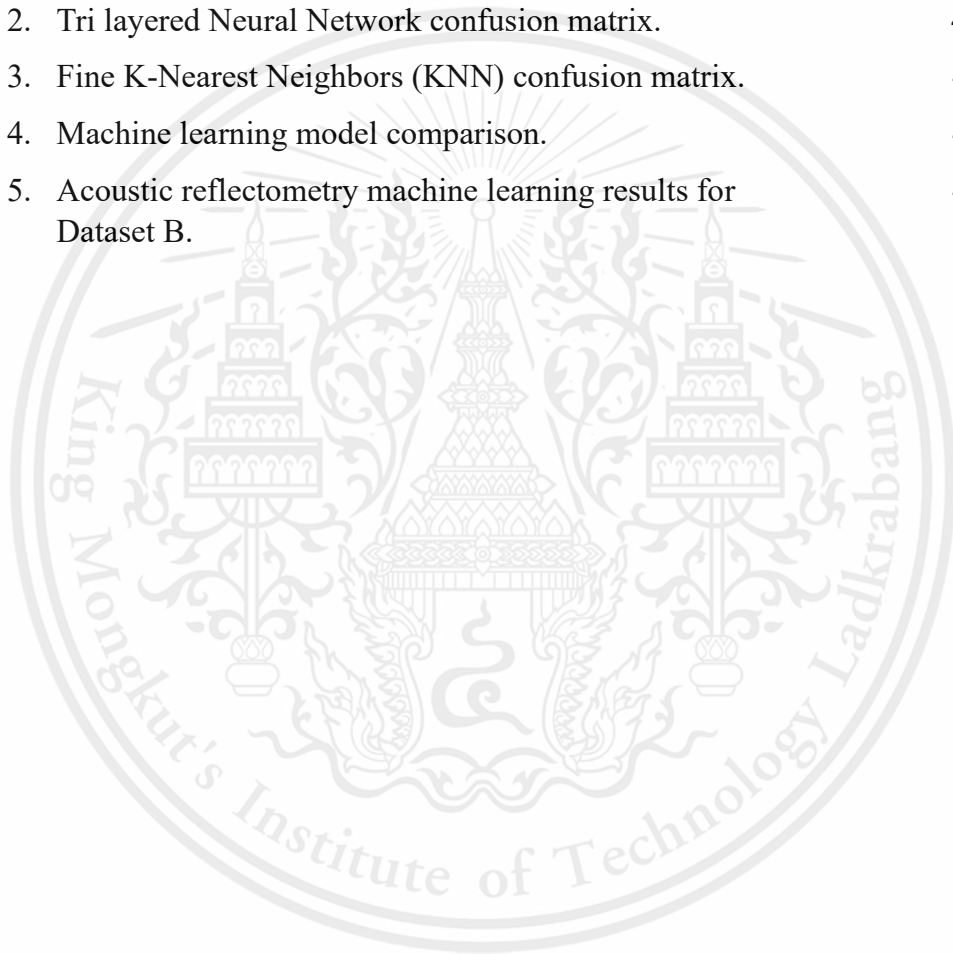 2. Tri layered Neural Network confusion matrix.
3. Fine K-Nearest Neighbors (KNN) confusion matrix.
4. Machine learning model comparison.
5. Acoustic reflectometry machine learning results for
Dataset B.
King Mongkut's Institute of Technology Ladkrabang